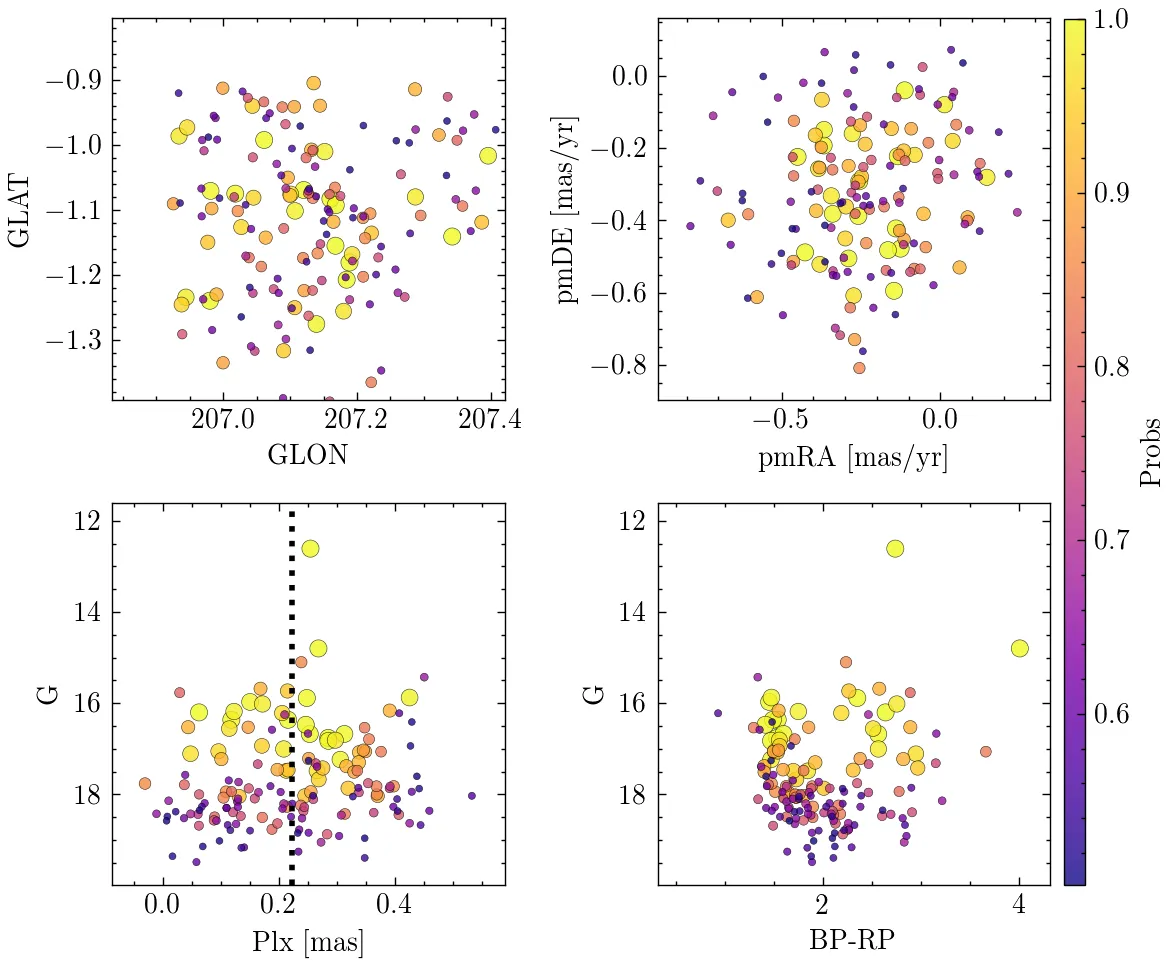 −0.9
−1.0
−1.1
−1.2
−1.3
GLAT
207.0 207.2 207.4
GLON
0.0
−0.2
−0.4
−0.6
−0.8
pmDE [mas/yr]
−0.5 0.0
pmRA [mas/yr]
12
14
16
18
G
0.0 0.2 0.4
Plx [mas]
12
14
16
18
G
2 4
BP-RP
1.0
0.9
0.8
0.7
0.6
Probs